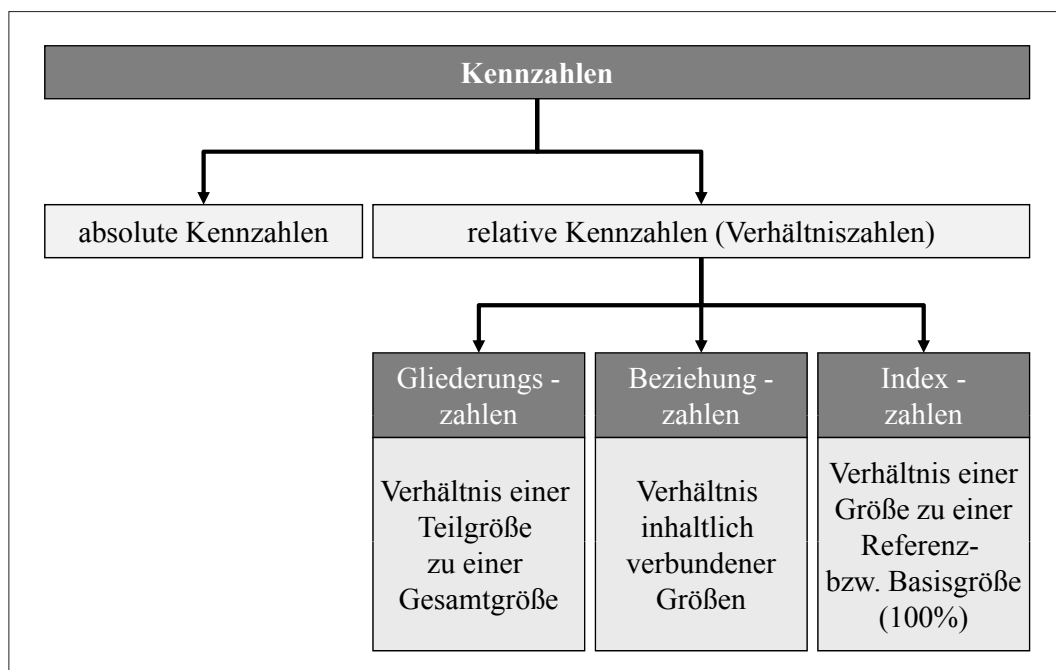 Kennzahlen
absolute Kennzahlen
relative Kennzahlen (Verhältniszahlen)
Gliederungs -
zahlen
Beziehung -
zahlen
Index -
zahlen
Verhältnis einer
Teilgröße
zu einer
Gesamtgröße
Verhältnis
inhaltlich
verbundener
Größen
Verhältnis einer
Größe zu einer
Referenz-
bzw. Basisgröße
(100%)